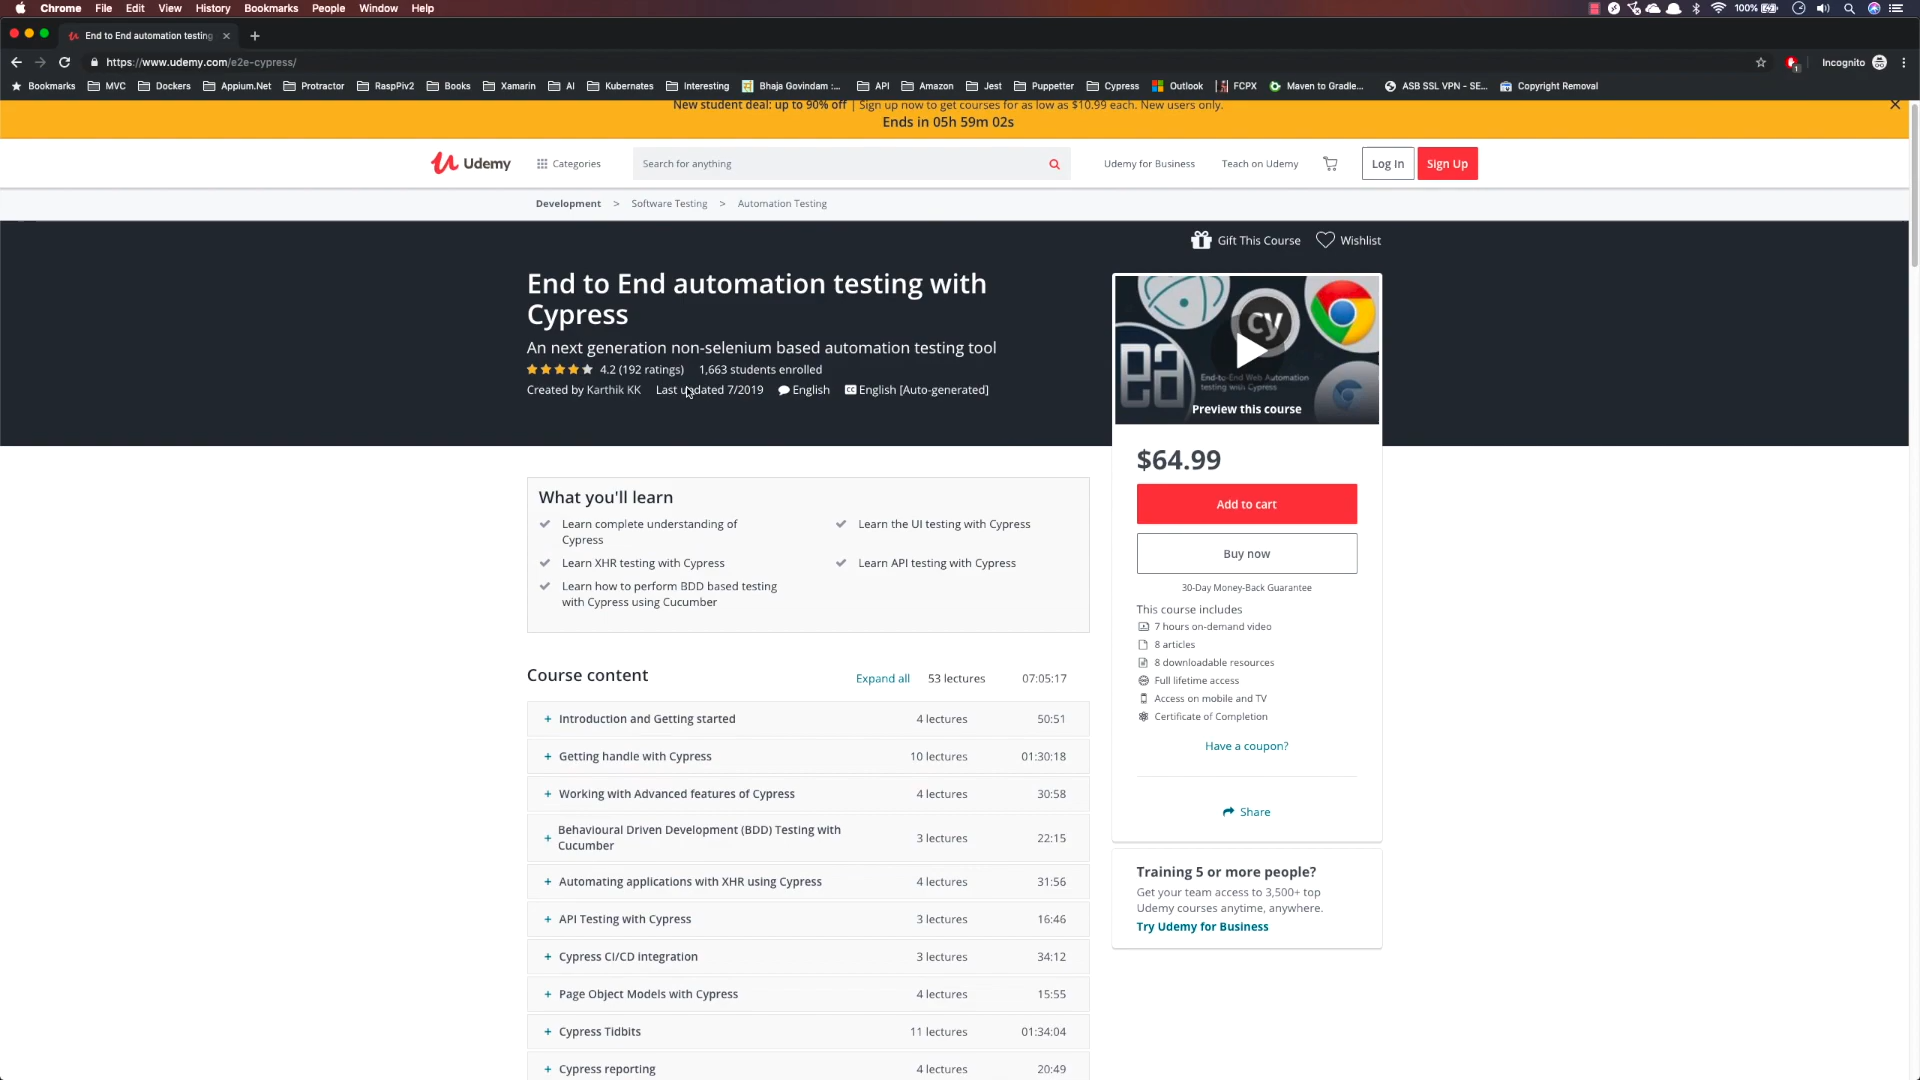 Chrome File Edit View History Bookmarks People Window Help 100%
End to End automation testing
https://www.udemy.com/e2e-cypress/ Incognito
Bookmarks MVC Dockers Appium.Net Protractor RaspPiv2 Books Xamarin AI Kubernates Interesting Bhaja Govindam :... API Amazon Jest Puppetter Cypress Outlook FCPX Maven to Gradle... ASB SSL VPN - SE... Copyright Removal
New student deal: up to 90% off | Sign up now to get courses for as low as $10.99 each. New users only.
Ends in 05h 59m 02s
Udemy Categories Search for anything Udemy for Business Teach on Udemy Log In Sign Up
Development > Software Testing > Automation Testing
Gift This Course Wishlist
End to End automation testing with
Cypress
An next generation non-selenium based automation testing tool
4.2 (192 ratings) 1,663 students enrolled
Created by Karthik KK Last updated 7/2019 English CC English [Auto-generated]
cy
ea
End-to-End Web Automation
testing with Cypress
Preview this course
$64.99
Add to cart
Buy now
30-Day Money-Back Guarantee
This course includes
7 hours on-demand video
8 articles
8 downloadable resources
Full lifetime access
Access on mobile and TV
Certificate of Completion
Have a coupon?
Share
Training 5 or more people?
Get your team access to 3,500+ top
Udemy courses anytime, anywhere.
Try Udemy for Business
What you'll learn
Learn complete understanding of
Cypress
Learn the UI testing with Cypress
Learn XHR testing with Cypress
Learn API testing with Cypress
Learn how to perform BDD based testing
with Cypress using Cucumber
Course content Expand all 53 lectures 07:05:17
+ Introduction and Getting started 4 lectures 50:51
+ Getting handle with Cypress 10 lectures 01:30:18
+ Working with Advanced features of Cypress 4 lectures 30:58
+ Behavioural Driven Development (BDD) Testing with
Cucumber 3 lectures 22:15
+ Automating applications with XHR using Cypress 4 lectures 31:56
+ API Testing with Cypress 3 lectures 16:46
+ Cypress CI/CD integration 3 lectures 34:12
+ Page Object Models with Cypress 4 lectures 15:55
+ Cypress Tidbits 11 lectures 01:34:04
+ Cypress reporting 4 lectures 20:49